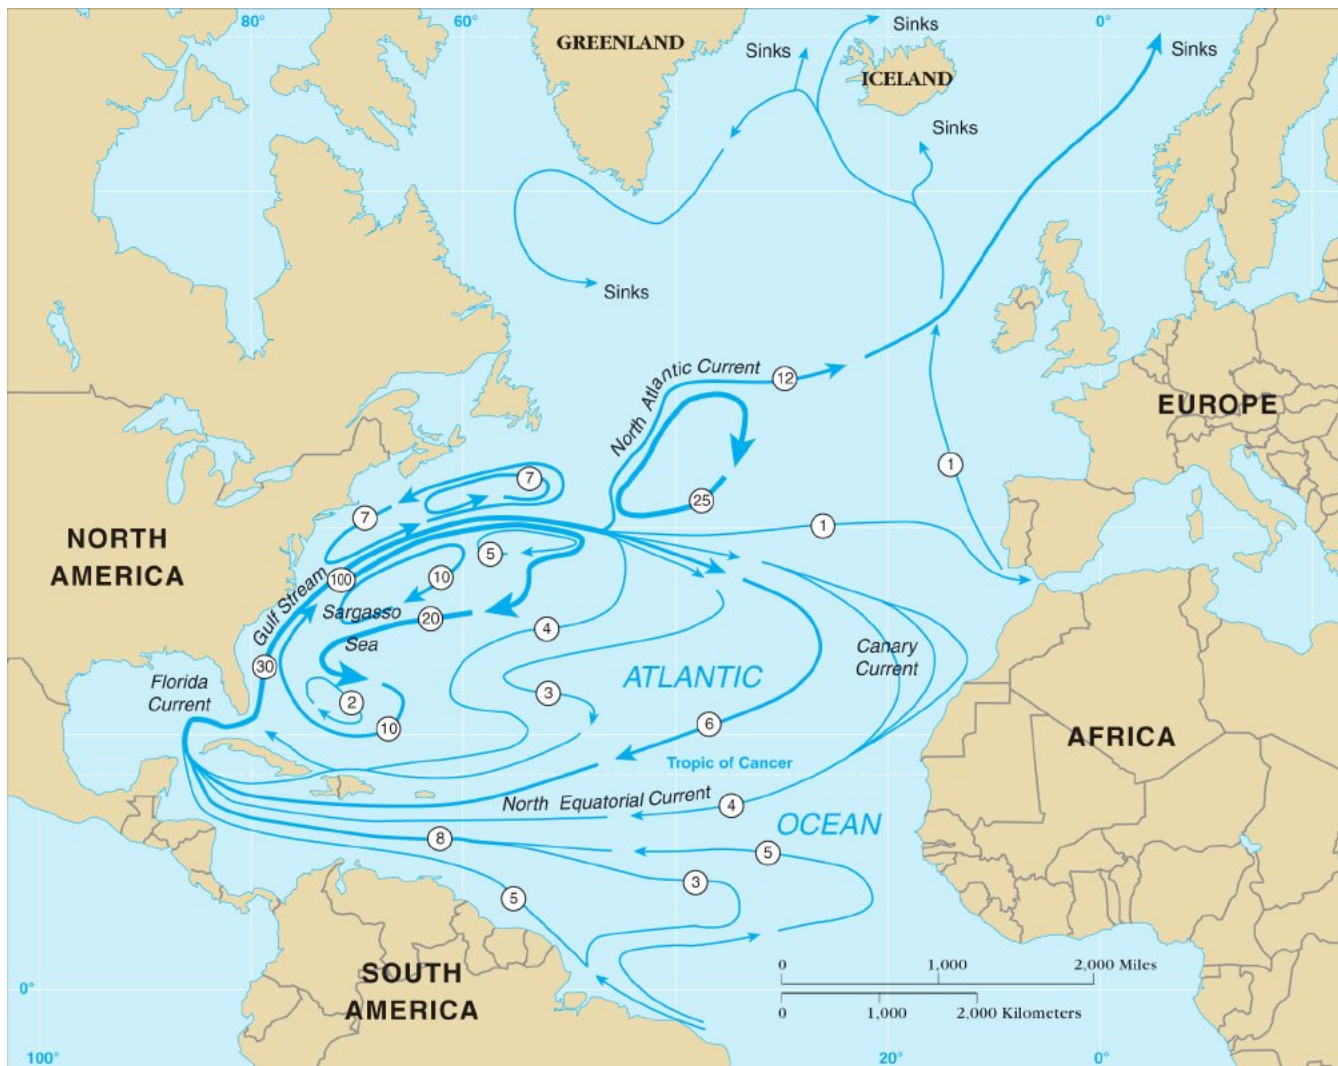 80°
60°
0°
Sinks
GREENLAND
Sinks
Sinks
ICELAND
Sinks
Sinks
North Atlantic Current
12
EUROPE
1
7
25
7
1
NORTH
AMERICA
5
100
10
Gulf Stream
Sargasso
20
4
Sea
30
Canary
Current
ATLANTIC
Florida
Current
3
2
6
10
AFRICA
Tropic of Cancer
North Equatorial Current
4
OCEAN
8
5
3
5
SOUTH
AMERICA
0 1,000 2,000 Miles
0°
0 1,000 2,000 Kilometers
100°
20°
0°